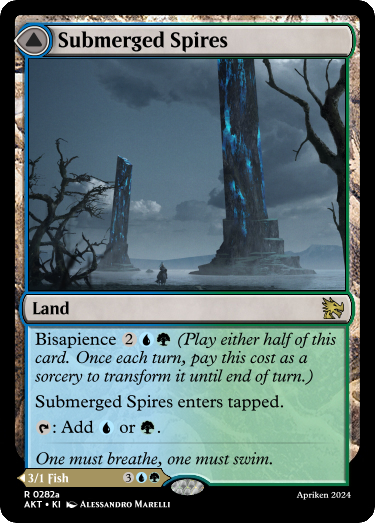 Submerged Spires
Land
Bisapience 2 (Play either half of this
card. Once each turn, pay this cost as a
sorcery to transform it until end of turn.)
Submerged Spires enters tapped.
: Add or .
One must breathe, one must swim.
3/1 Fish 3
R 0282a Apriken 2024
AKT • KI Alessandro Marelli